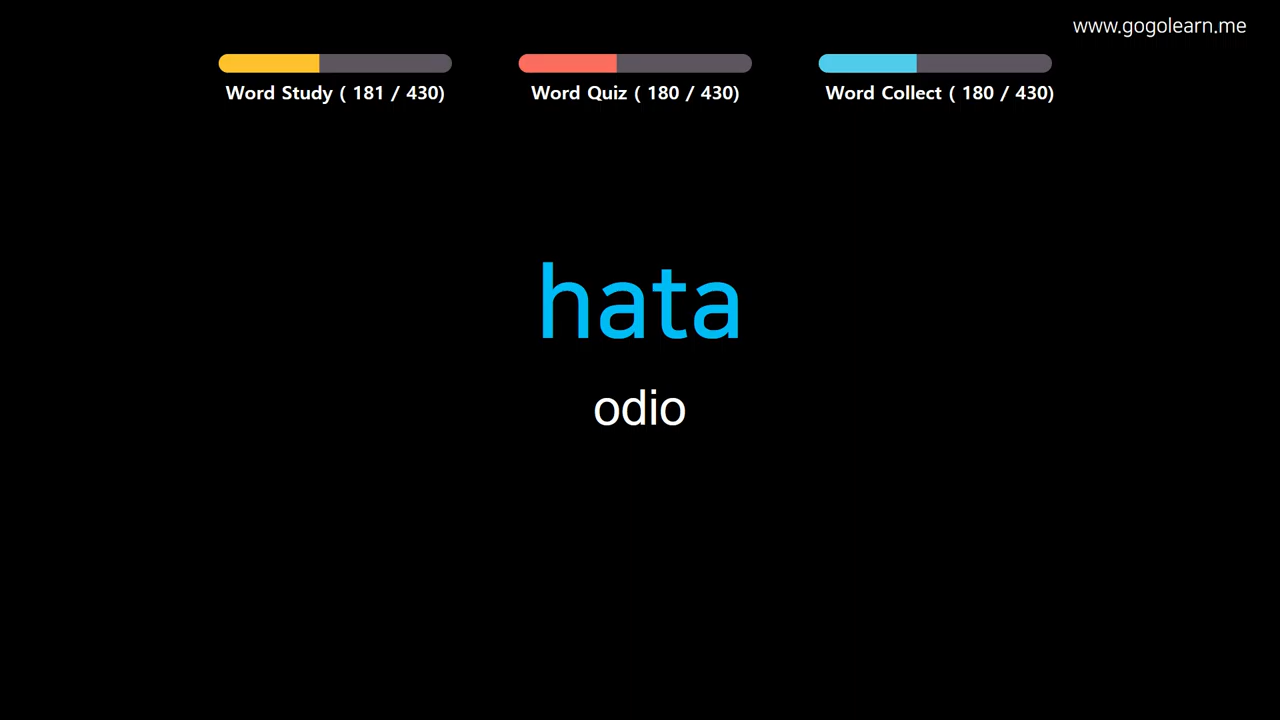 www.gogolearn.me
Word Study ( 181 / 430)
Word Quiz ( 180 / 430)
Word Collect ( 180 / 430)
hata
odio